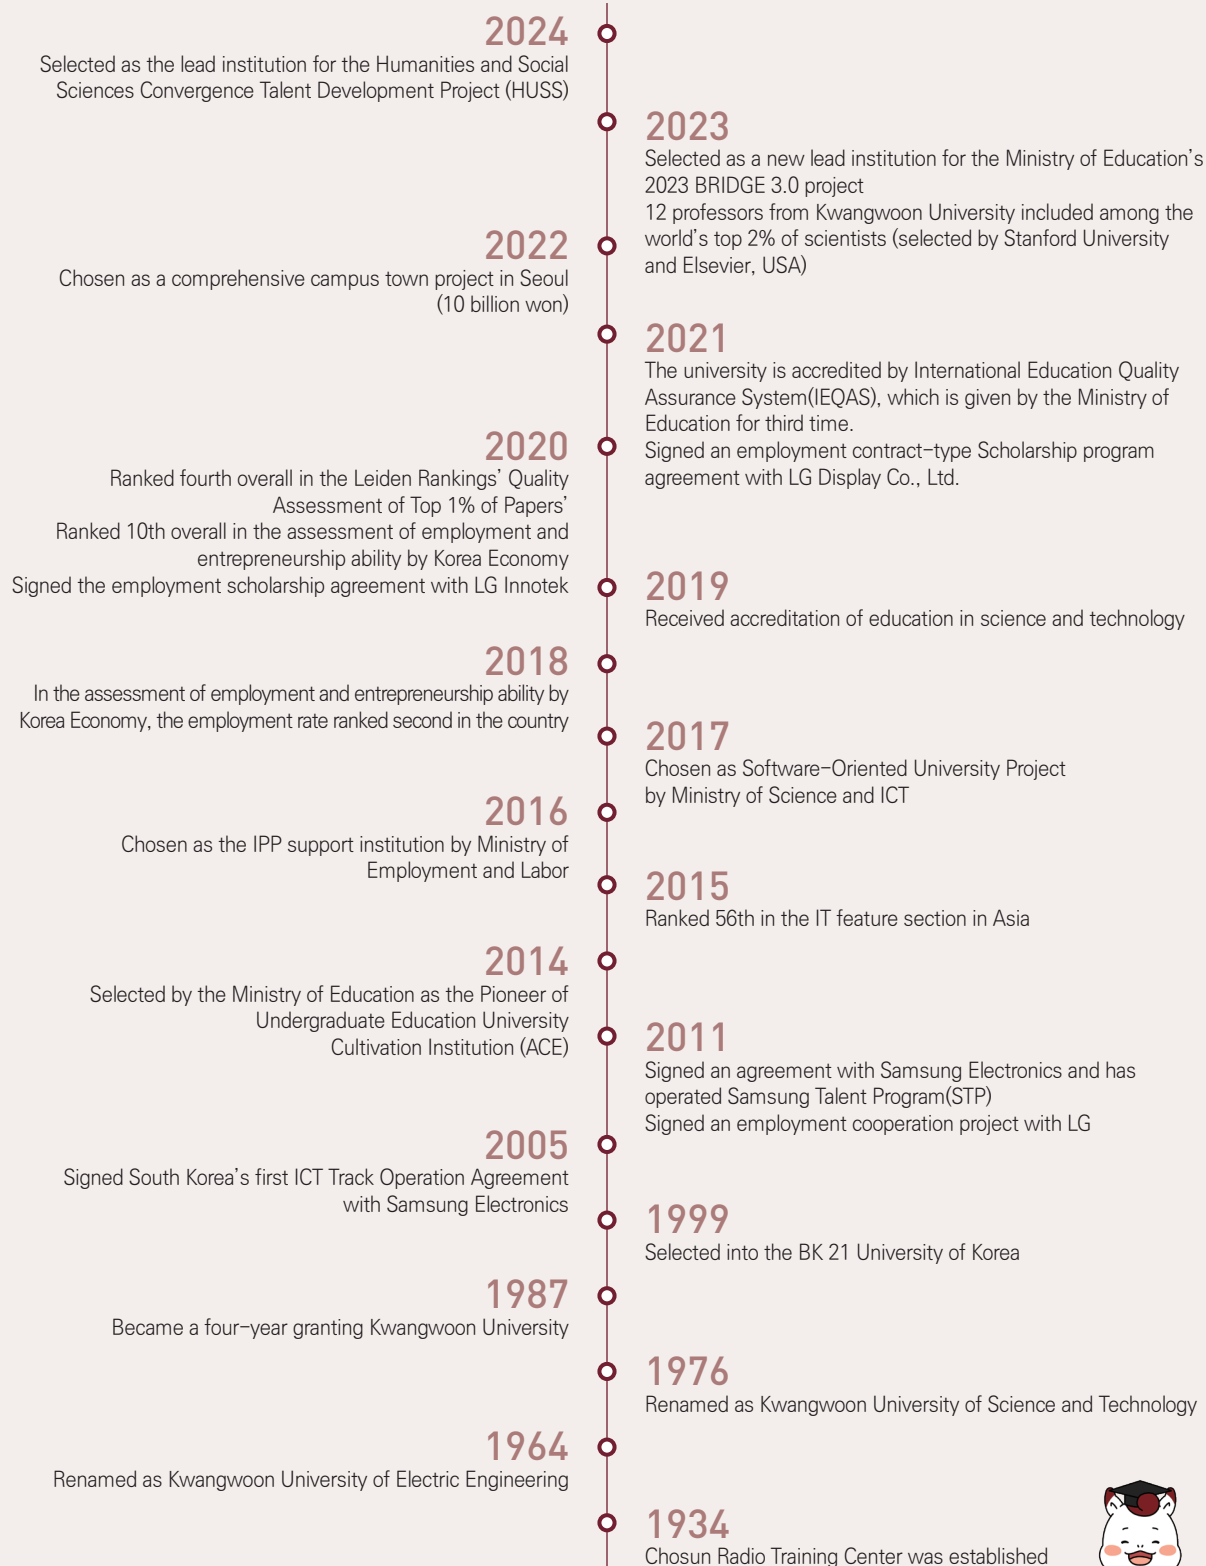 2024
Selected as the lead institution for the Humanities and Social
Sciences Convergence Talent Development Project (HUSS)
2023
Selected as a new lead institution for the Ministry of Education's
2023 BRIDGE 3.0 project
12 professors from Kwangwoon University included among the
world's top 2% of scientists (selected by Stanford University
and Elsevier, USA)
2022
Chosen as a comprehensive campus town project in Seoul
(10 billion won)
2021
The university is accredited by International Education Quality
Assurance System(IEQAS), which is given by the Ministry of
Education for third time.
Signed an employment contract-type Scholarship program
agreement with LG Display Co., Ltd.
2020
Ranked fourth overall in the Leiden Rankings' Quality
Assessment of Top 1% of Papers'
Ranked 10th overall in the assessment of employment and
entrepreneurship ability by Korea Economy
Signed the employment scholarship agreement with LG Innotek
2019
Received accreditation of education in science and technology
2018
In the assessment of employment and entrepreneurship ability by
Korea Economy, the employment rate ranked second in the country
2017
Chosen as Software-Oriented University Project
by Ministry of Science and ICT
2016
Chosen as the IPP support institution by Ministry of
Employment and Labor
2015
Ranked 56th in the IT feature section in Asia
2014
Selected by the Ministry of Education as the Pioneer of
Undergraduate Education University
Cultivation Institution (ACE)
2011
Signed an agreement with Samsung Electronics and has
operated Samsung Talent Program(STP)
Signed an employment cooperation project with LG
2005
Signed South Korea's first ICT Track Operation Agreement
with Samsung Electronics
1999
Selected into the BK 21 University of Korea
1987
Became a four-year granting Kwangwoon University
1976
Renamed as Kwangwoon University of Science and Technology
1964
Renamed as Kwangwoon University of Electric Engineering
1934
Chosun Radio Training Center was established